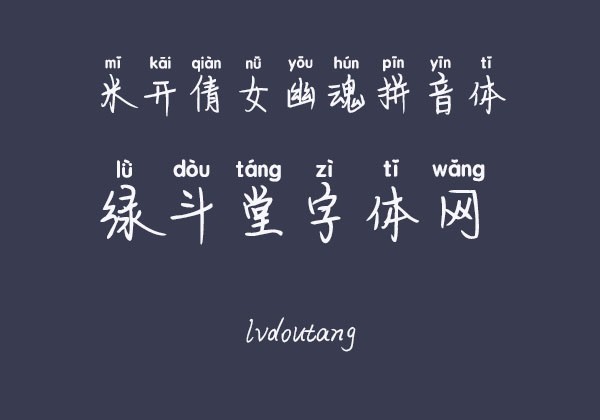 mǐ kāi qiàn nǚ yōu hún pīn yīn tǐ
米开倩女幽魂拼音体
lǜ dòu táng zì tǐ wǎng
绿斗堂字体网
lvdoutang